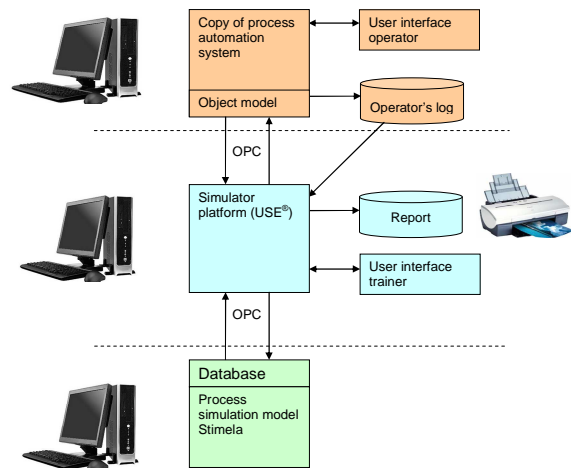 Copy of process
automation
system
User interface
operator
Object model
Operator's log
OPC
Simulator
platform (USE®)
Report
User interface
trainer
OPC
Database
Process
simulation model
Stimela